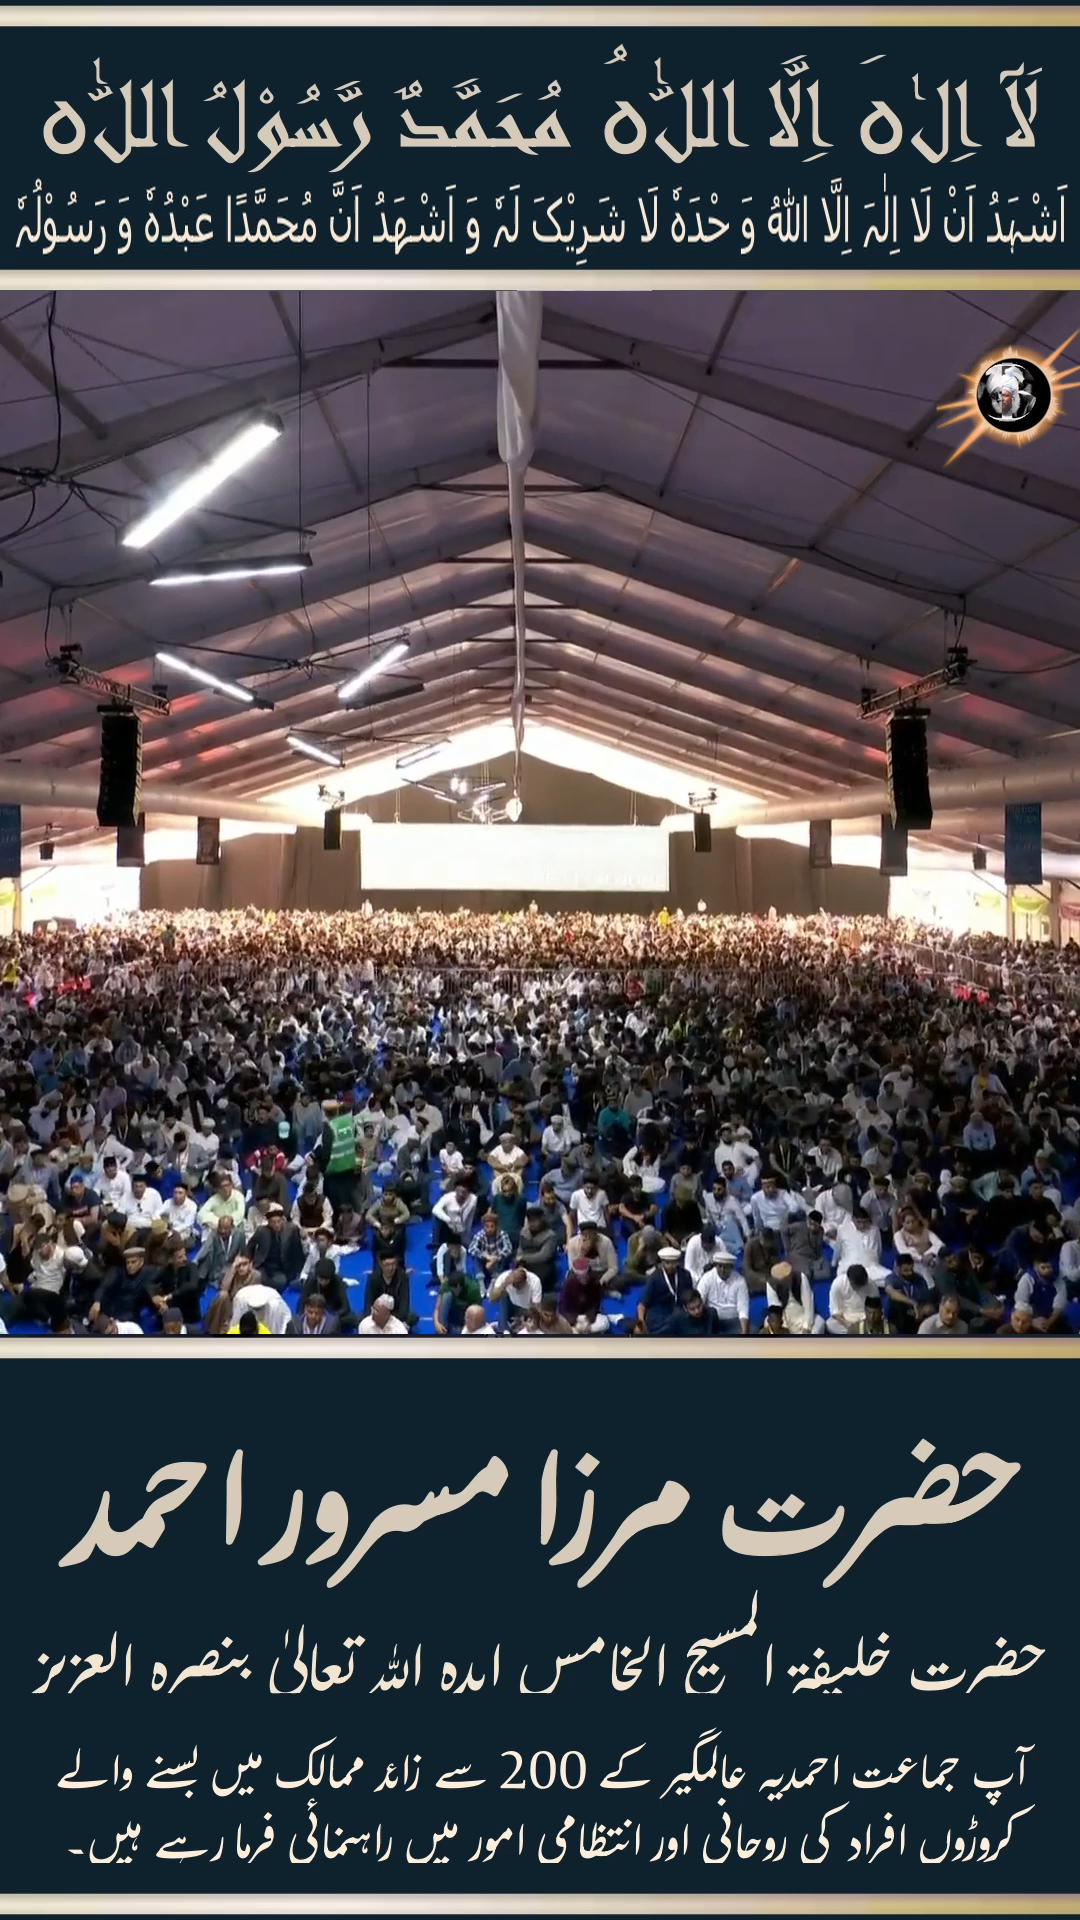 لَآ اِلٰهَ اِلَّا اللّٰهُ مُحَمَّدٌ رَّسُوْلُ اللّٰه
اَشْہَدُ اَنْ لَا اِلٰہَ اِلَّا اللّٰہُ وَ حْدَہٗ لَا شَرِیْکَ لَہٗ وَ اَشْھَدُ اَنَّ مُحَمَّدًا عَبْدُہٗ وَ رَسُوْلُہٗ
حضرت مرزا مسرور احمد
حضرت خلیفۃ المسیح الخامس ایدہ اللہ تعالیٰ بنصرہ العزیز
آپ جماعت احمدیہ عالمگیر کے 200 سے زائد ممالک میں بسنے والے
کروڑوں افراد کی روحانی اور انتظامی امور میں راہنمائی فرما رہے ہیں۔